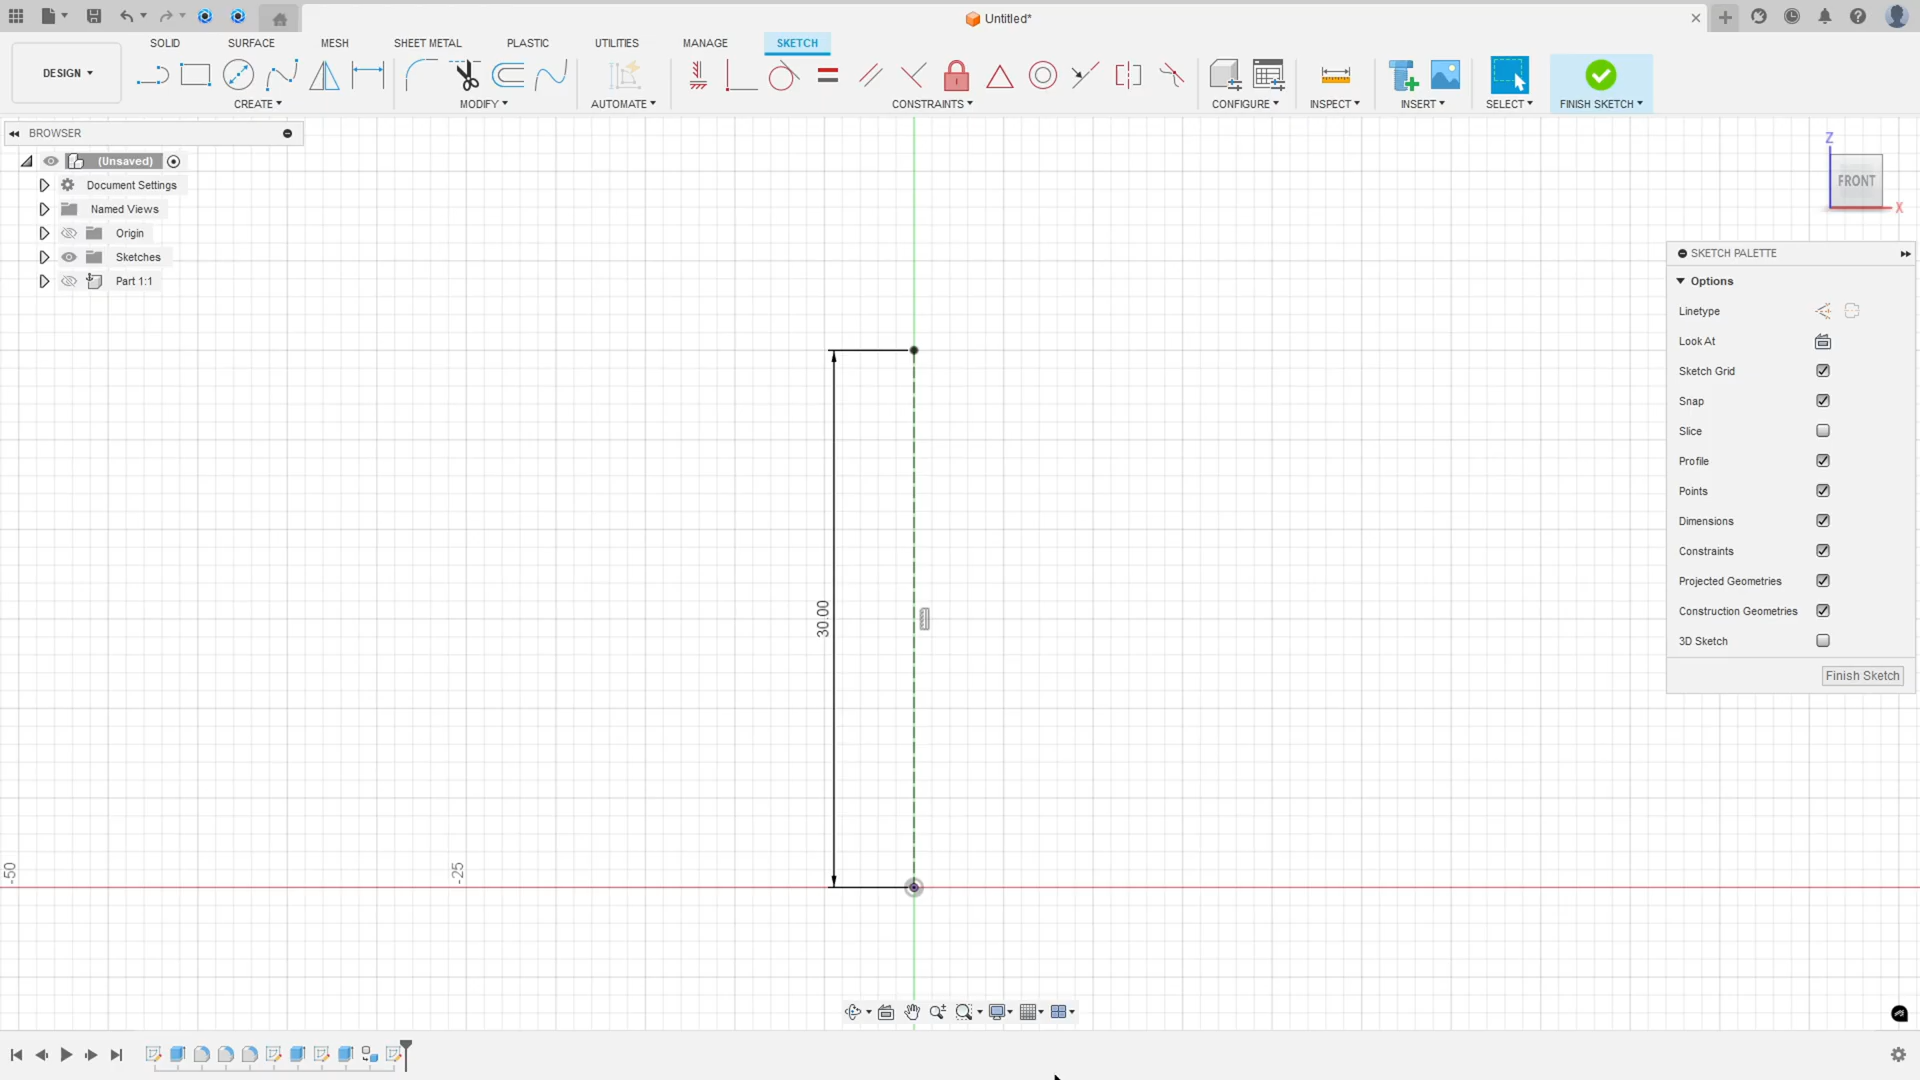 Untitled*
SOLID SURFACE MESH SHEET METAL PLASTIC UTILITIES MANAGE SKETCH
DESIGN
CREATE MODIFY AUTOMATE CONSTRAINTS CONFIGURE INSPECT INSERT SELECT FINISH SKETCH
BROWSER
(Unsaved)
Document Settings
Named Views
Origin
Sketches
Part 1:1
Z
FRONT
X
SKETCH PALETTE
Options
Linetype
Look At
Sketch Grid
Snap
Slice
Profile
Points
Dimensions
Constraints
Projected Geometries
Construction Geometries
3D Sketch
Finish Sketch
30.00
-50
-25